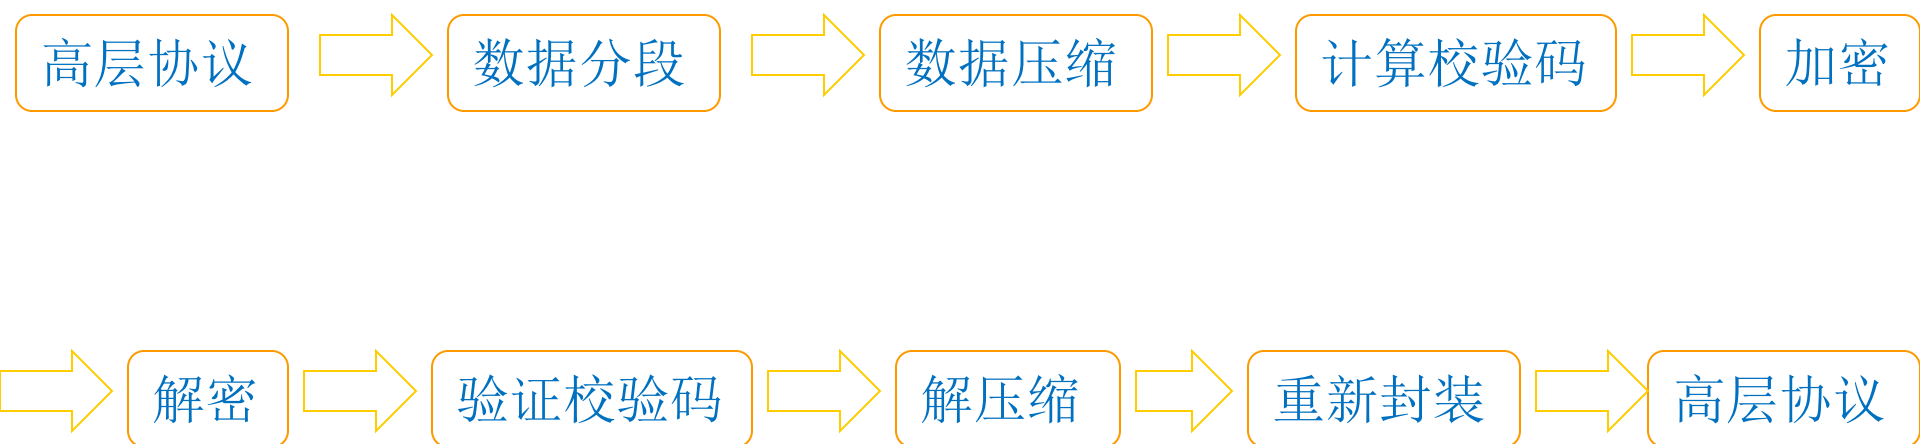 高层协议 数据分段 数据压缩 计算校验码 加密
解密 验证校验码 解压缩 重新封装 高层协议